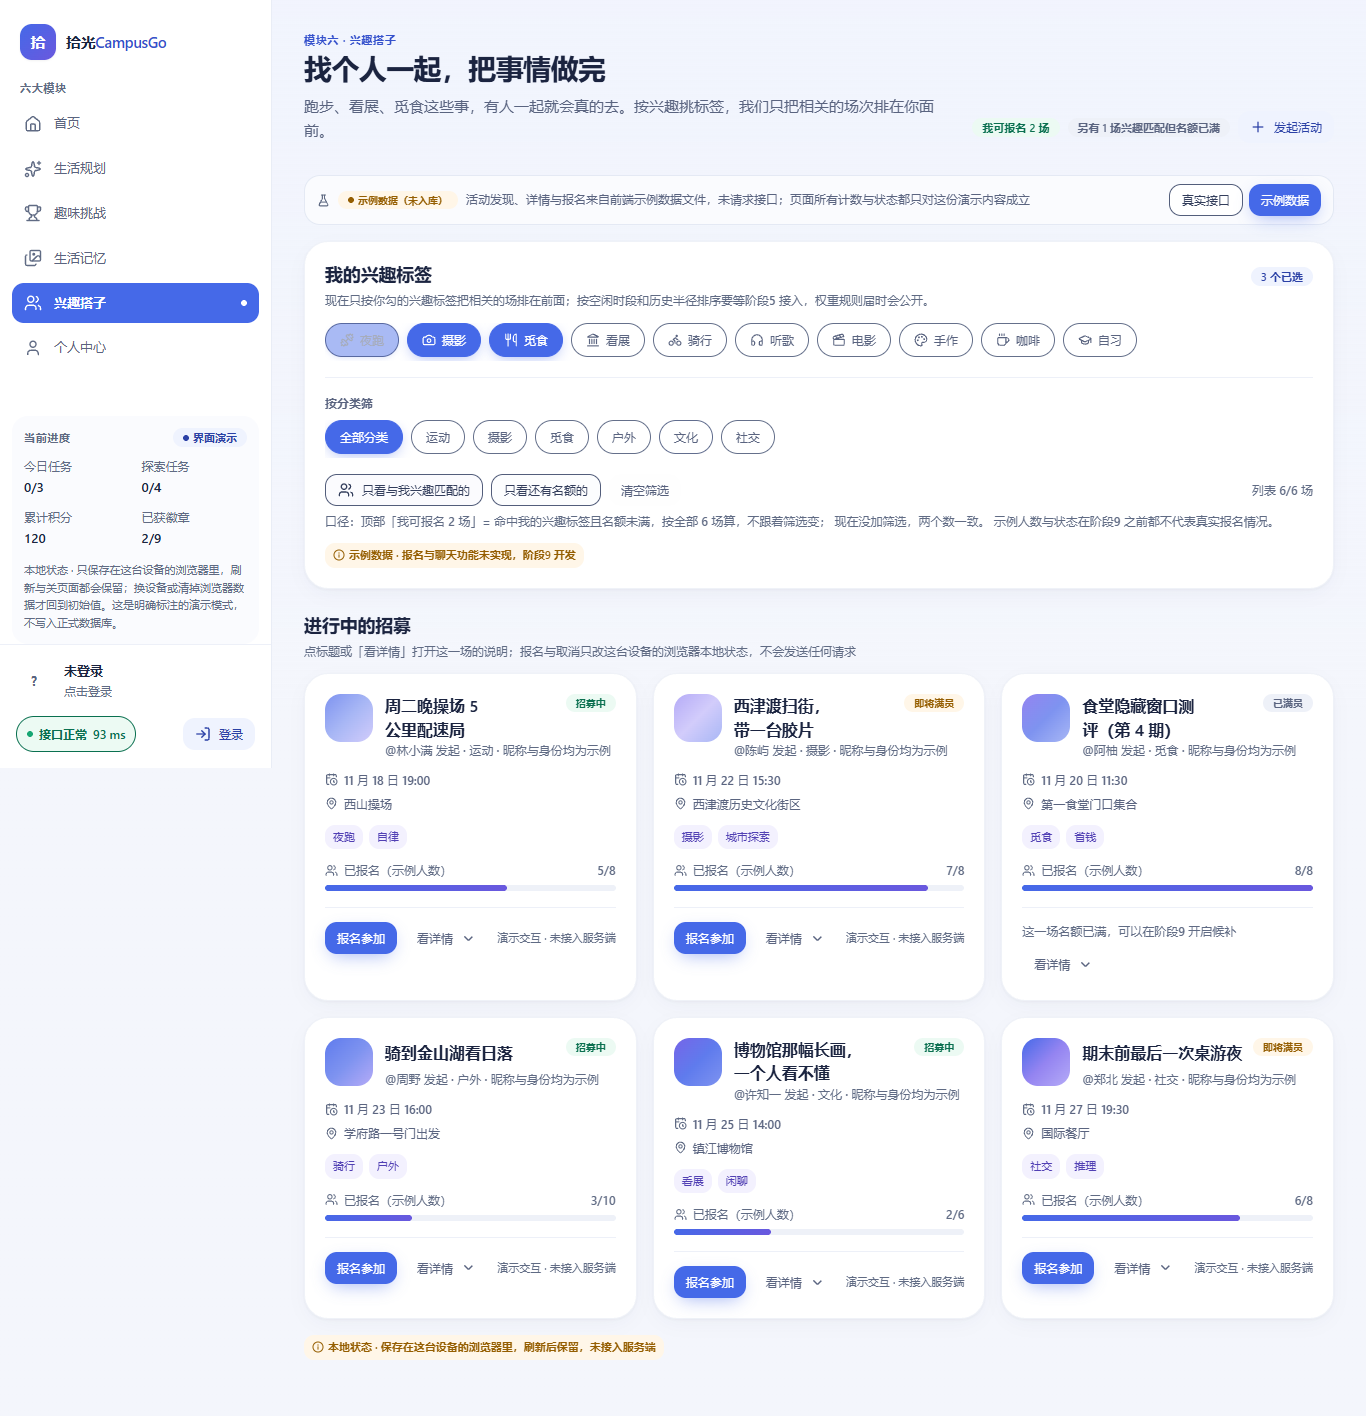 拾
拾光CampusGo
六大模块
首页
生活规划
趣味挑战
生活记忆
兴趣搭子
个人中心
当前进度
界面演示
今日任务
探索任务
0/3
0/4
累计积分
已获徽章
120
2/9
本地状态 · 只保存在这台设备的浏览器里，刷
新与关页面都会保留；换设备或清掉浏览器数
据才回到初始值。这是明确标注的演示模式，
不写入正式数据库。
?
未登录
点击登录
接口正常 93 ms
登录
模块六 · 兴趣搭子
找个人一起，把事情做完
跑步、看展、觅食这些事，有人一起就会真的去。按兴趣挑标签，我们只把相关的场次排在你面
前。
我可报名 2 场
另有 1 场兴趣匹配但名额已满
发起活动
示例数据（未入库）
活动发现、详情与报名来自前端示例数据文件，未请求接口；页面所有计数与状态都只对这份演示内容成立
真实接口
示例数据
我的兴趣标签
3 个已选
现在只按你勾的兴趣标签把相关的场排在前面；按空闲时段和历史半径排序要等阶段5 接入，权重规则届时会公开。
夜跑
摄影
觅食
看展
骑行
听歌
电影
手作
咖啡
自习
按分类筛
全部分类
运动
摄影
觅食
户外
文化
社交
只看与我兴趣匹配的
只看还有名额的
清空筛选
列表 6/6 场
口径：顶部「我可报名 2 场」= 命中我的兴趣标签且名额未满，按全部 6 场算，不跟着筛选变； 现在没加筛选，两个数一致。 示例人数与状态在阶段9 之前都不代表真实报名情况。
示例数据 · 报名与聊天功能未实现，阶段9 开发
进行中的招募
点标题或「看详情」打开这一场的说明；报名与取消只改这台设备的浏览器本地状态，不会发送任何请求
周二晚操场 5
公里配速局
招募中
@林小满 发起 · 运动 · 昵称与身份均为示例
11 月 18 日 19:00
西山操场
夜跑
自律
已报名（示例人数）
5/8
报名参加
看详情
演示交互 · 未接入服务端
西津渡扫街，
带一台胶片
即将满员
@陈屿 发起 · 摄影 · 昵称与身份均为示例
11 月 22 日 15:30
西津渡历史文化街区
摄影
城市探索
已报名（示例人数）
7/8
报名参加
看详情
演示交互 · 未接入服务端
食堂隐藏窗口测
评（第 4 期）
已满员
@阿柚 发起 · 觅食 · 昵称与身份均为示例
11 月 20 日 11:30
第一食堂门口集合
觅食
省钱
已报名（示例人数）
8/8
这一场名额已满，可以在阶段9 开启候补
看详情
骑到金山湖看日落
招募中
@周野 发起 · 户外 · 昵称与身份均为示例
11 月 23 日 16:00
学府路一号门出发
骑行
户外
已报名（示例人数）
3/10
报名参加
看详情
演示交互 · 未接入服务端
博物馆那幅长画，
一个人看不懂
招募中
@许知一 发起 · 文化 · 昵称与身份均为示例
11 月 25 日 14:00
镇江博物馆
看展
闲聊
已报名（示例人数）
2/6
报名参加
看详情
演示交互 · 未接入服务端
期末前最后一次桌游夜
即将满员
@郑北 发起 · 社交 · 昵称与身份均为示例
11 月 27 日 19:30
国际餐厅
社交
推理
已报名（示例人数）
6/8
报名参加
看详情
演示交互 · 未接入服务端
本地状态 · 保存在这台设备的浏览器里，刷新后保留，未接入服务端